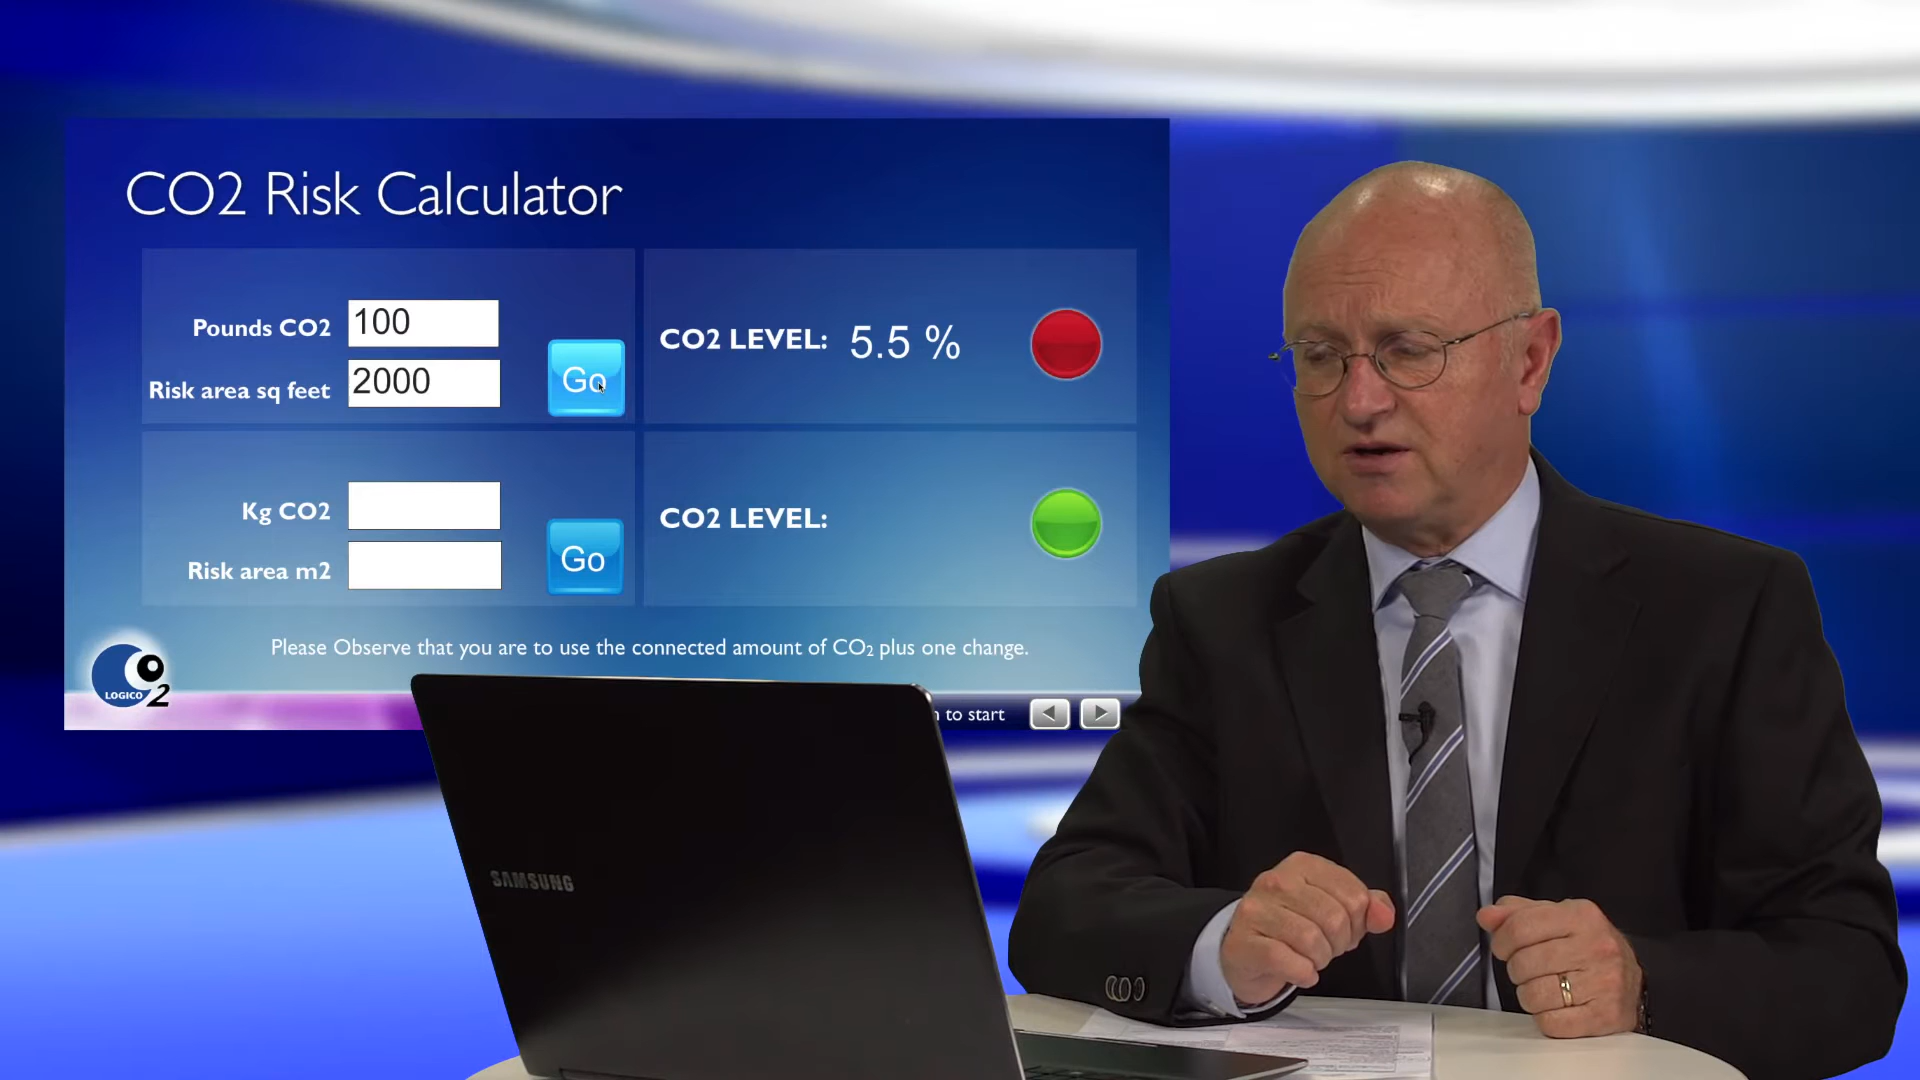 CO2 Risk Calculator
Pounds CO2 100
Risk area sq feet 2000
Go
CO2 LEVEL: 5.5 %
Kg CO2
Risk area m2
Go
CO2 LEVEL:
Please Observe that you are to use the connected amount of CO₂ plus one change.
LOGICO2
to start
SAMSUNG